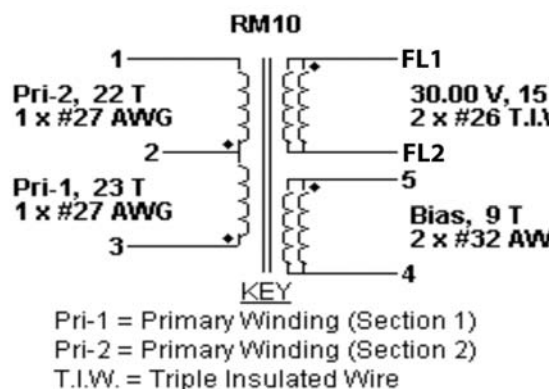 RM10
1
FL1
Pri-2, 22 T
1 x #27 AWG
30.00 V, 15
2 x #26
2
FL2
5
Pri-1, 23 T
1 x #27 AWG
Bias, 9 T
2 x #32
3
4
KEY
Pri-1 = Primary Winding (Section 1)
Pri-2 = Primary Winding (Section 2)
T.I.W. = Triple Insulated Wire